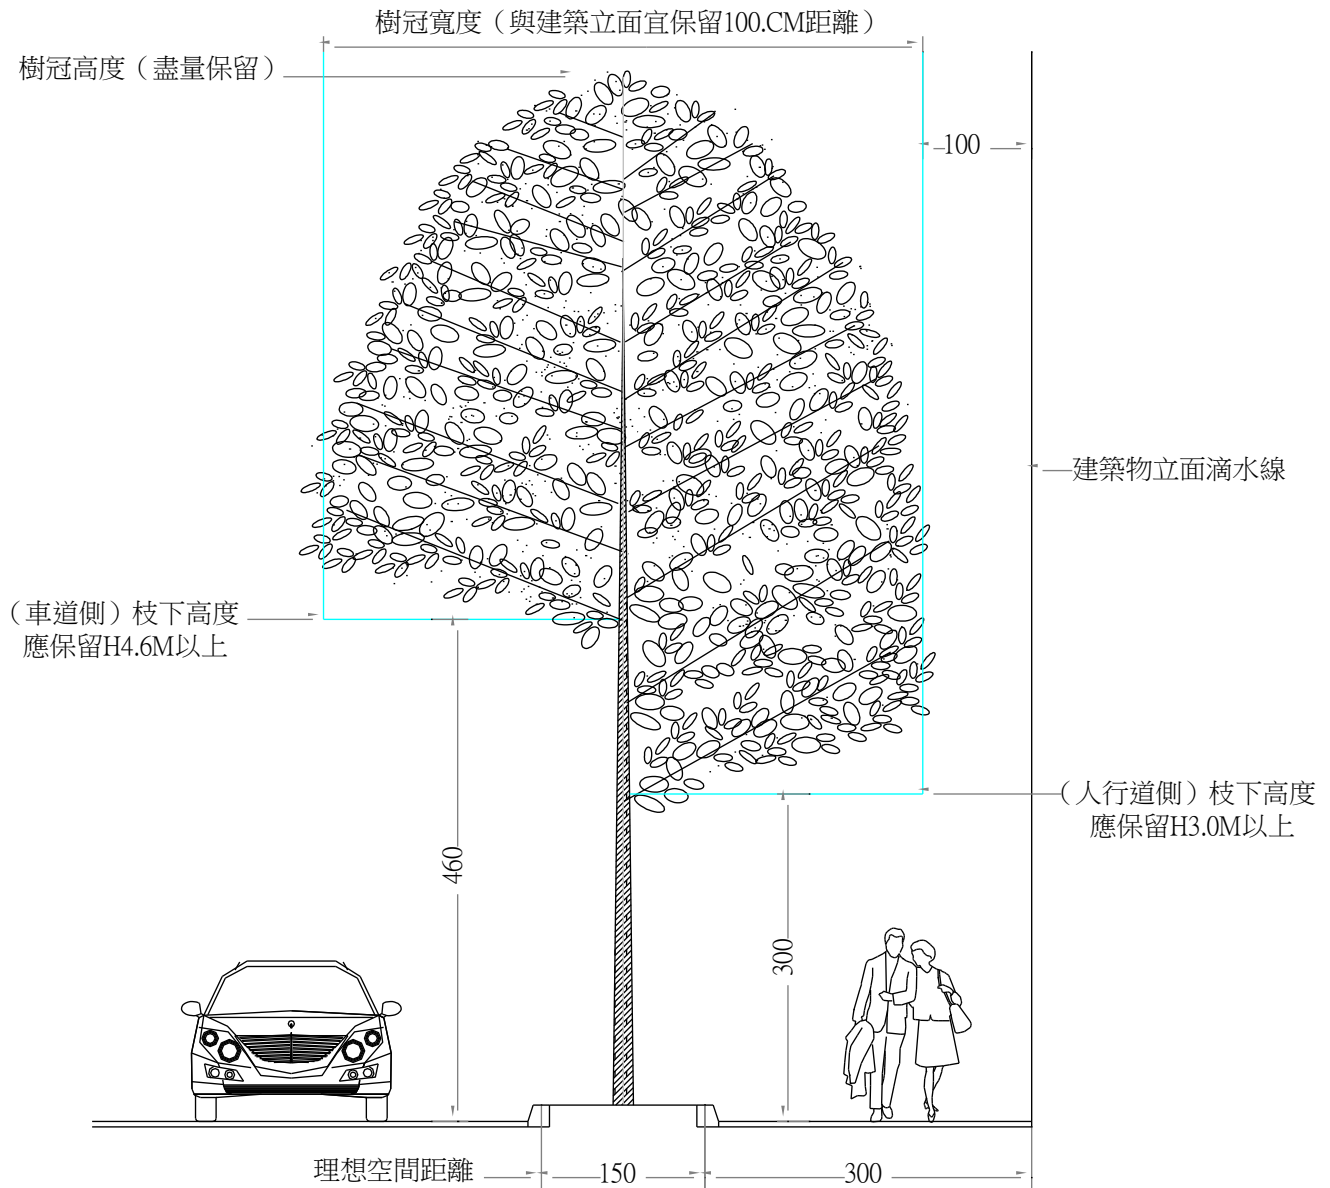 樹冠寬度（與建築立面宜保留100.CM距離）
樹冠高度（盡量保留）
100
建築物立面滴水線
（車道側）枝下高度
應保留H4.6M以上
（人行道側）枝下高度
應保留H3.0M以上
460
300
理想空間距離
150
300